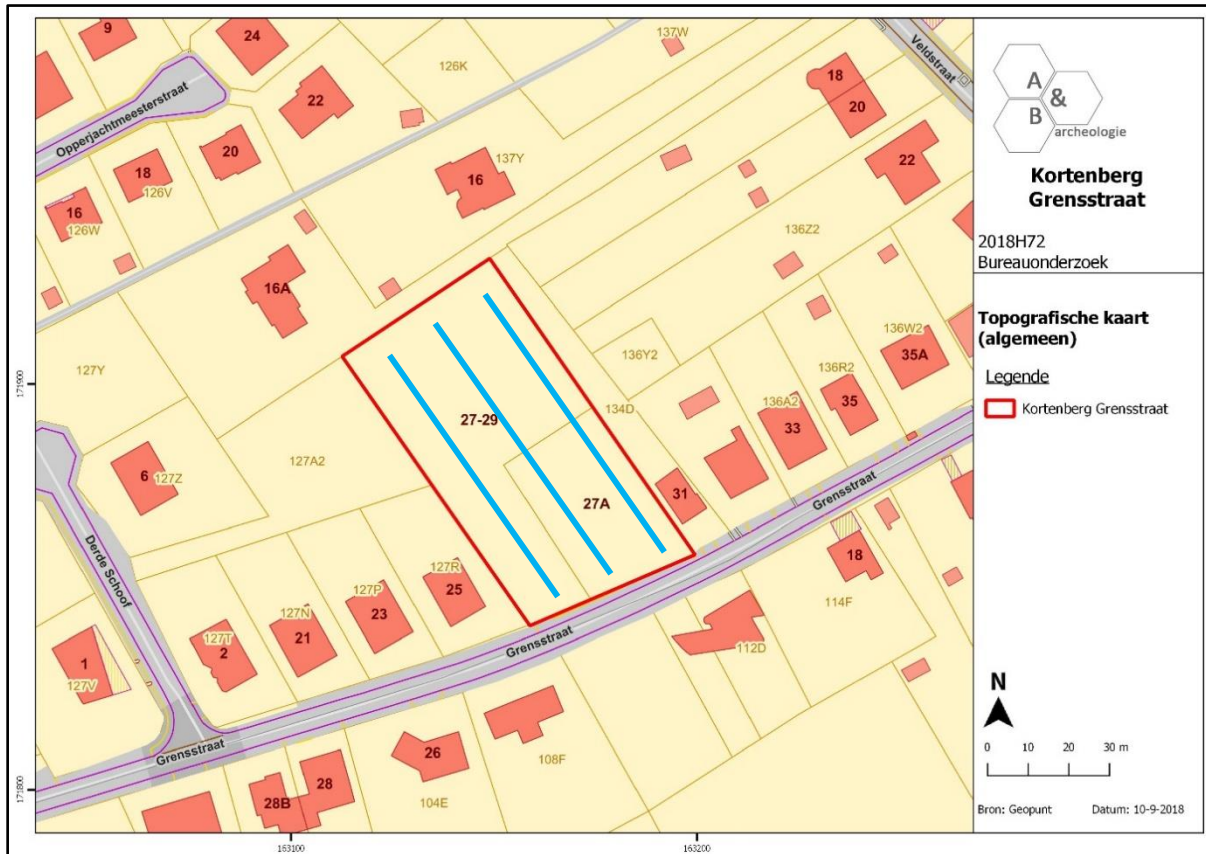 9
24
137W
Veldstraat
126K
Opperjachtmeesterstraat
22
18
20
20
18
126V
137Y
16
22
16
126W
136Z2
16A
136W2
35A
127Y
136Y2
136R2
35
136A2
33
134D
27-29
127A2
6
127Z
27A
31
Grensstraat
18
Derde Schoof
127R
25
127P
23
127N
21
127T
2
114F
Grensstraat
112D
1
127V
Grensstraat
26
108F
28
28B
104E
171900
171800
163100
163200
A
&
B
archeologie
Kortenberg
Grensstraat
2018H72
Bureauonderzoek
Topografische kaart
(algemeen)
Legende
Kortenberg Grensstraat
N
0 10 20 30 m
Bron: Geopunt Datum: 10-9-2018